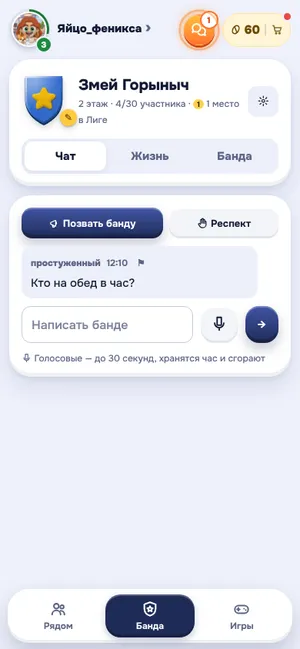 Яйцо_феникса ›
3
1
60
Змей Горыныч
2 этаж · 4/30 участника · 1 1 место
в Лиге
Чат Жизнь Банда
Позвать банду Респект
простуженный 12:10
Кто на обед в час?
Написать банде
Голосовые — до 30 секунд, хранятся час и сгорают
Рядом Банда Игры